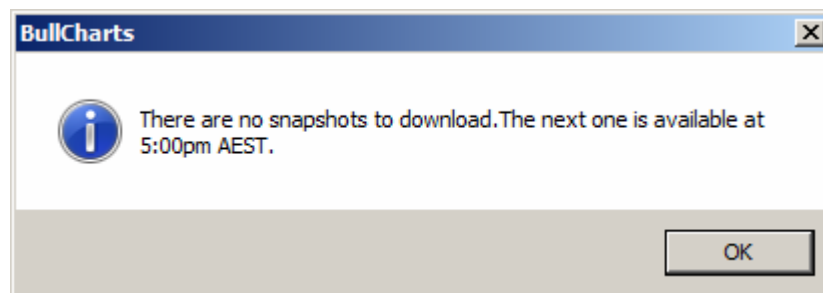 BullCharts
There are no snapshots to download.The next one is available at
5:00pm AEST.
OK